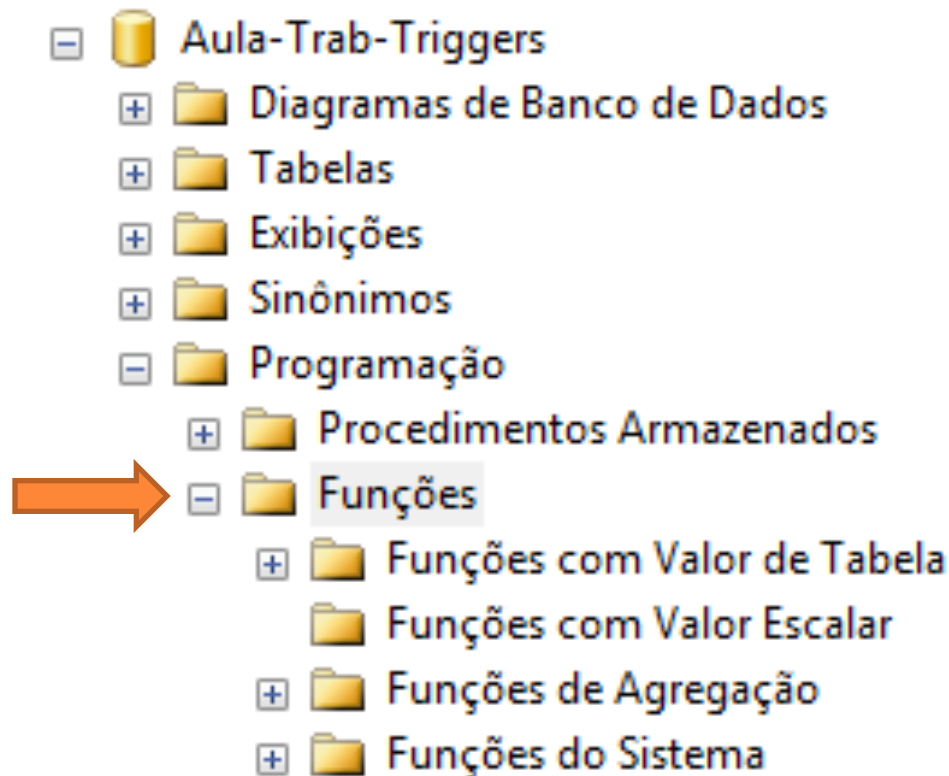 Aula-Trab-Triggers
Diagramas de Banco de Dados
Tabelas
Exibições
Sinônimos
Programação
Procedimentos Armazenados
Funções
Funções com Valor de Tabela
Funções com Valor Escalar
Funções de Agregação
Funções do Sistema